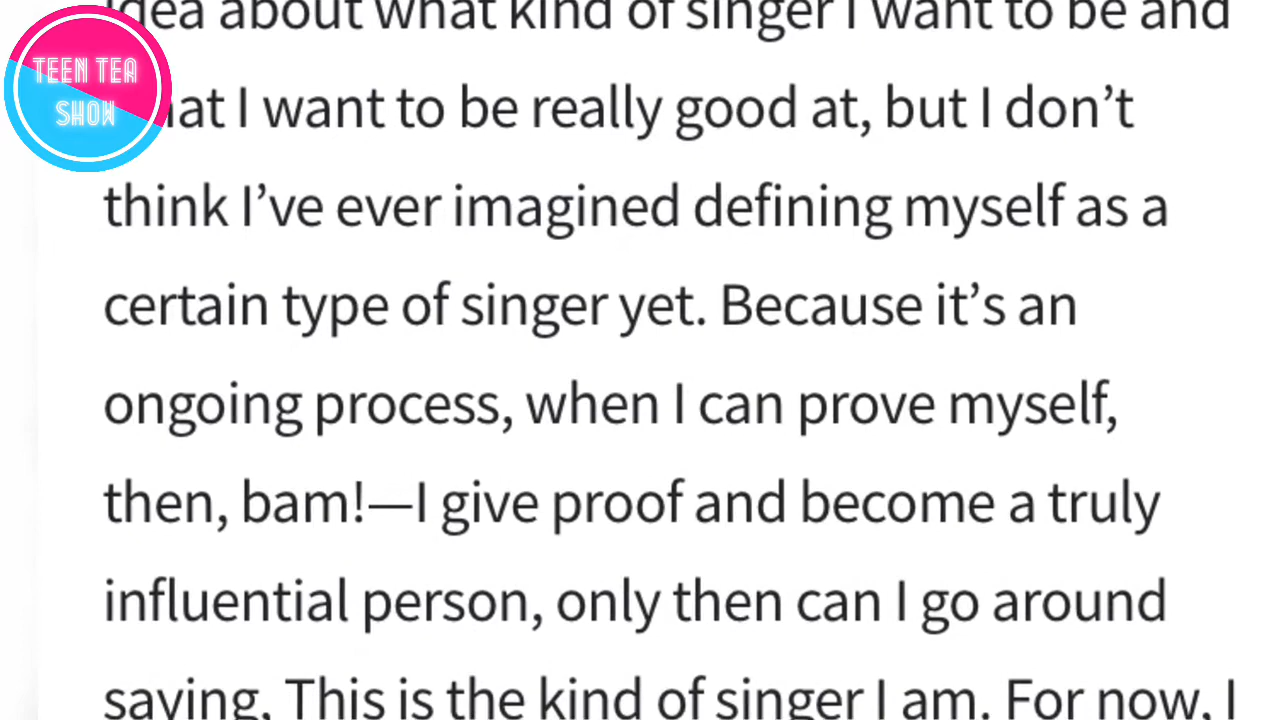 TEEN TEA
SHOW
idea about what kind of singer I want to be and
I want to be really good at, but I don’t
think I’ve ever imagined defining myself as a
certain type of singer yet. Because it’s an
ongoing process, when I can prove myself,
then, bam!—I give proof and become a truly
influential person, only then can I go around
saying, This is the kind of singer I am. For now, I